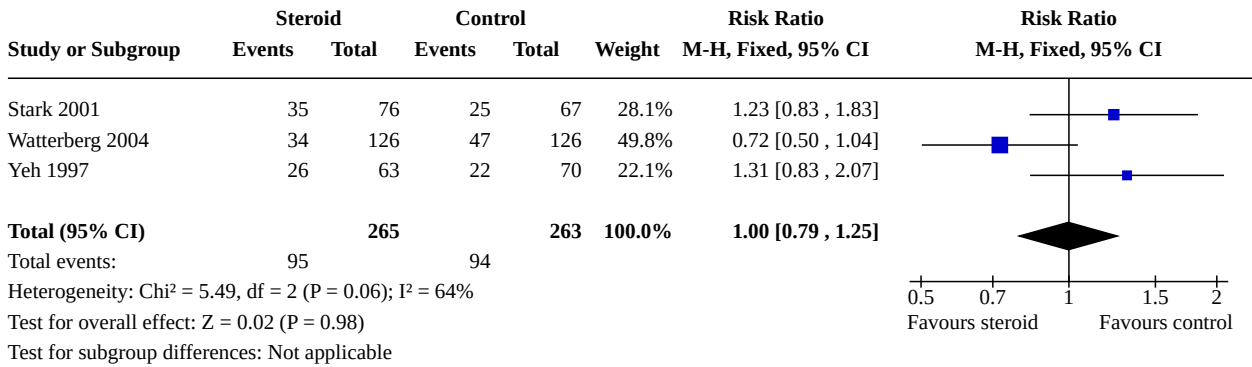 Steroid Control Risk Ratio Risk Ratio
Study or Subgroup Events Total Events Total Weight M-H, Fixed, 95% CI M-H, Fixed, 95% CI
Stark 2001 35 76 25 67 28.1% 1.23 [0.83 , 1.83]
Watterberg 2004 34 126 47 126 49.8% 0.72 [0.50 , 1.04]
Yeh 1997 26 63 22 70 22.1% 1.31 [0.83 , 2.07]
Total (95% CI) 265 263 100.0% 1.00 [0.79 , 1.25]
Total events: 95 94
Heterogeneity: Chi² = 5.49, df = 2 (P = 0.06); I² = 64%
0.5 0.7 1 1.5 2
Test for overall effect: Z = 0.02 (P = 0.98) Favours steroid Favours control
Test for subgroup differences: Not applicable